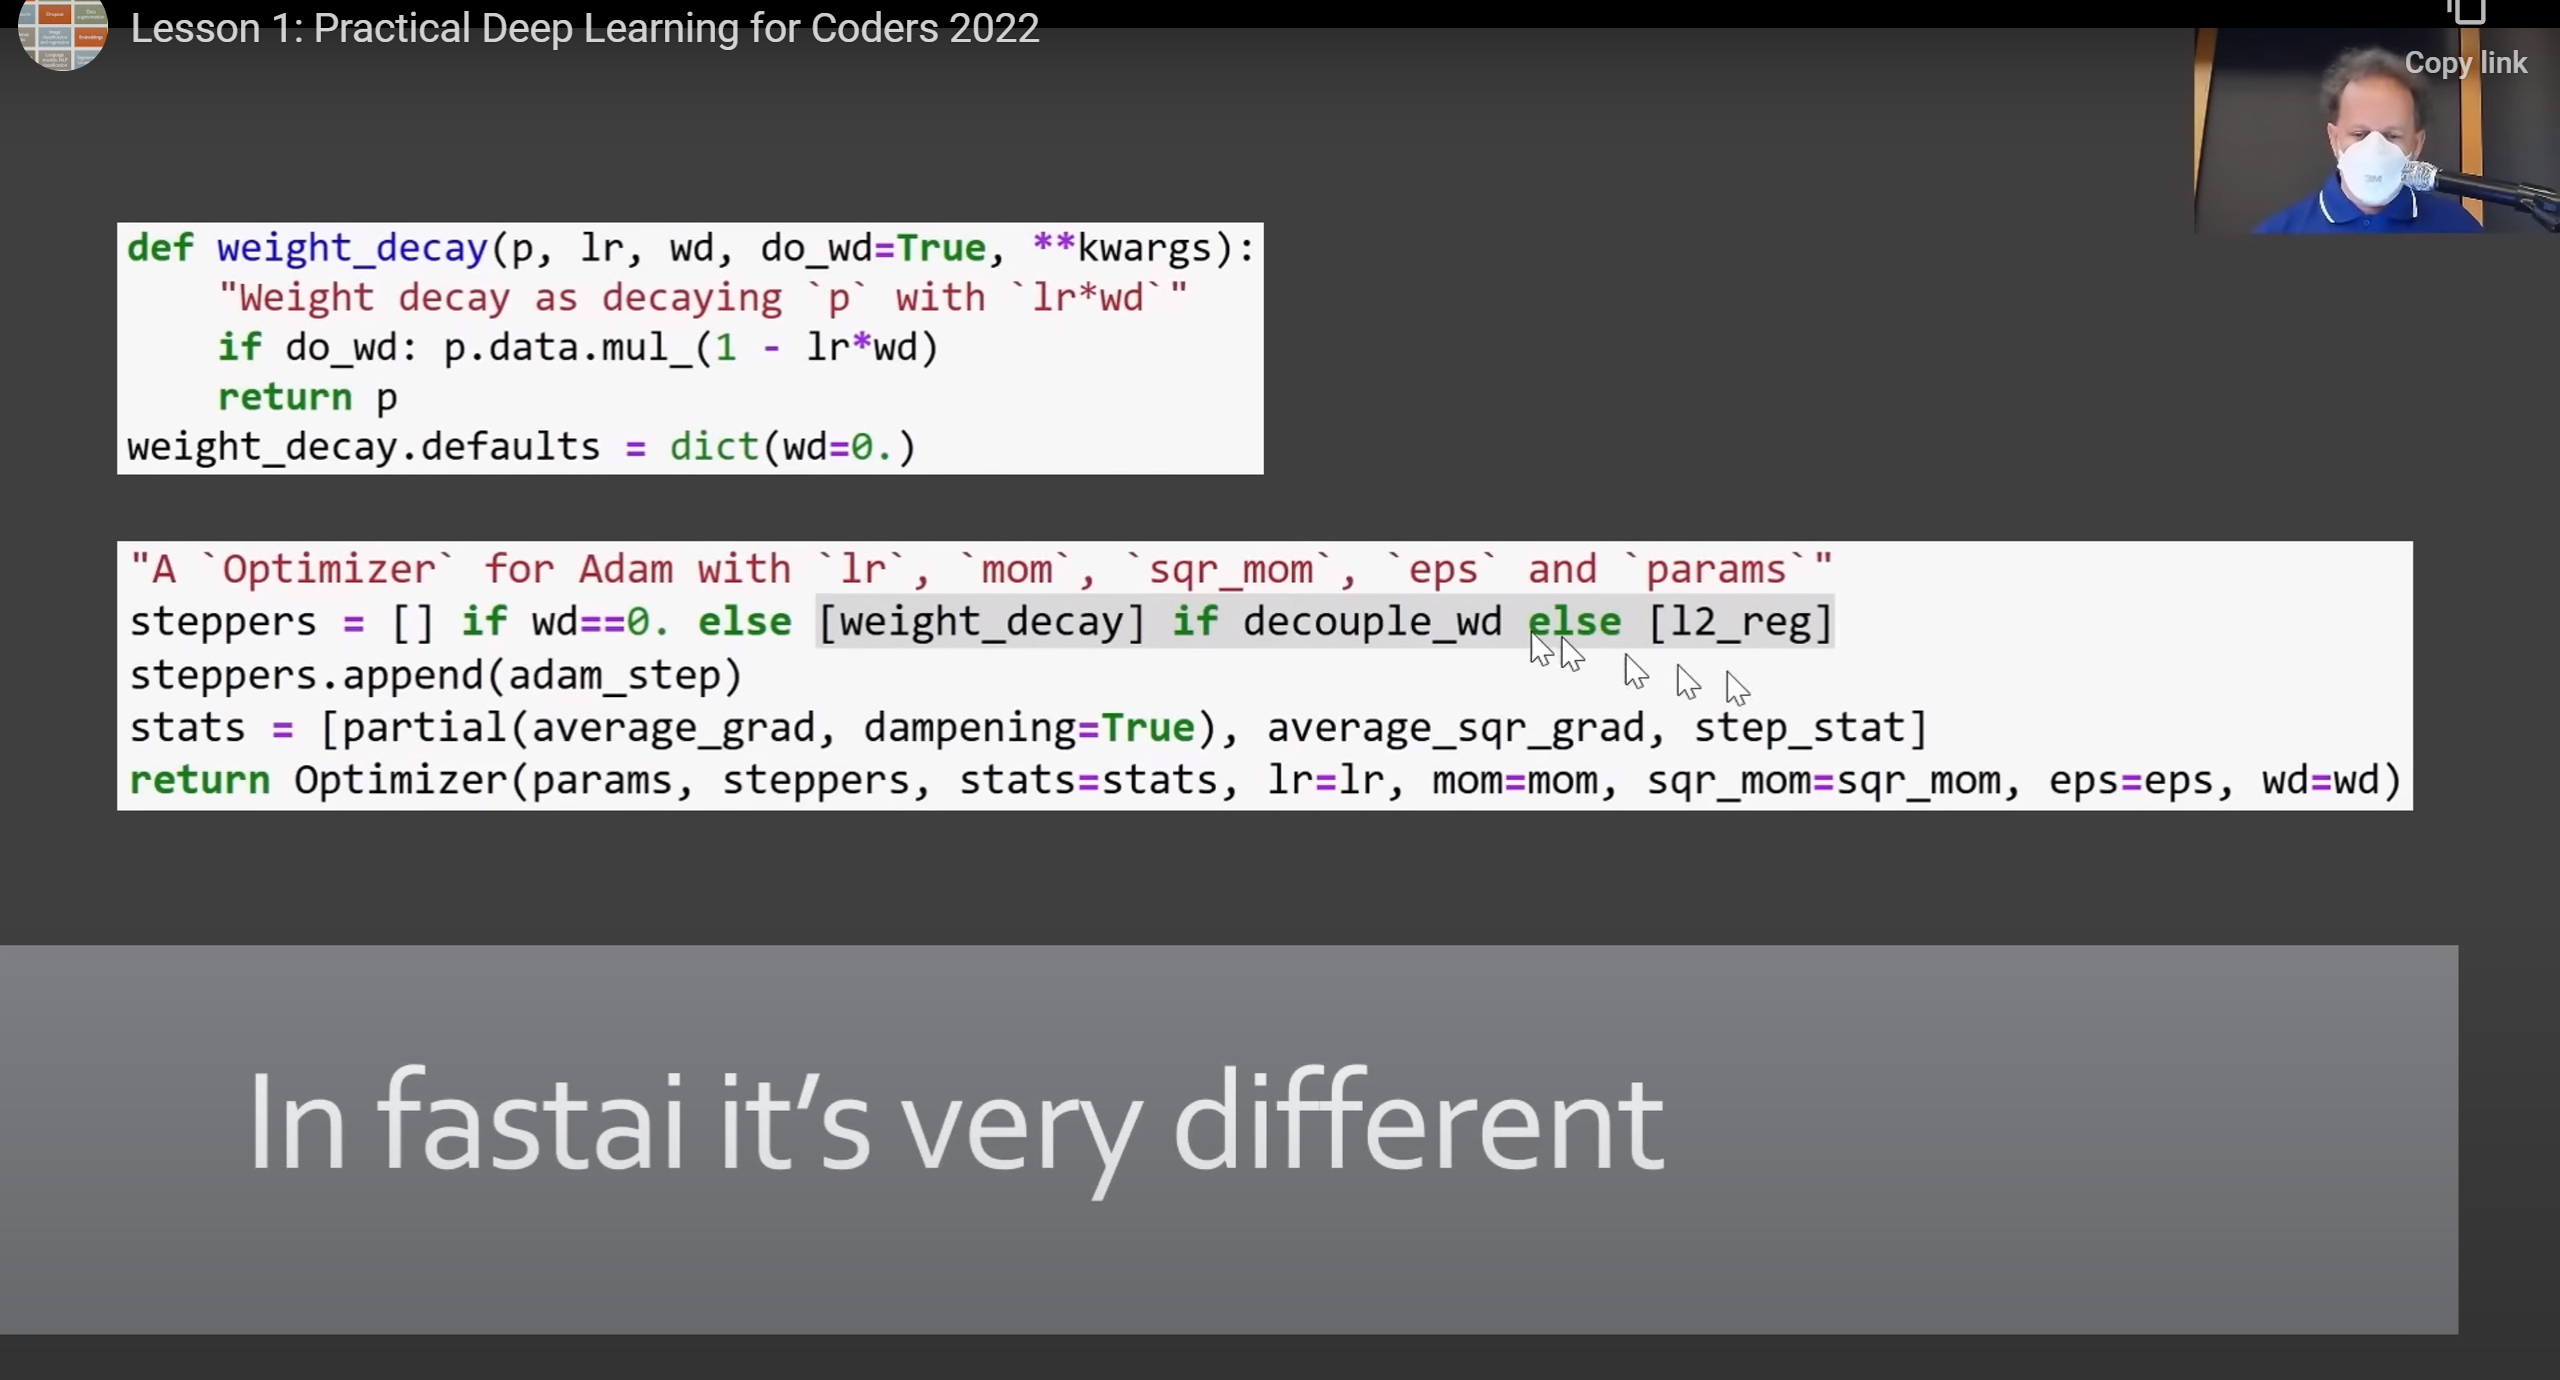 Lesson 1: Practical Deep Learning for Coders 2022
Copy link
def weight_decay(p, lr, wd, do_wd=True, **kwargs):
"Weight decay as decaying `p` with `lr*wd`"
if do_wd: p.data.mul_(1 - lr*wd)
return p
weight_decay.defaults = dict(wd=0.)
"A `Optimizer` for Adam with `lr`, `mom`, `sqr_mom`, `eps` and `params`"
steppers = [] if wd==0. else [weight_decay] if decouple_wd else [l2_reg]
steppers.append(adam_step)
stats = [partial(average_grad, dampening=True), average_sqr_grad, step_stat]
return Optimizer(params, steppers, stats=stats, lr=lr, mom=mom, sqr_mom=sqr_mom, eps=eps, wd=wd)
In fastai it’s very different